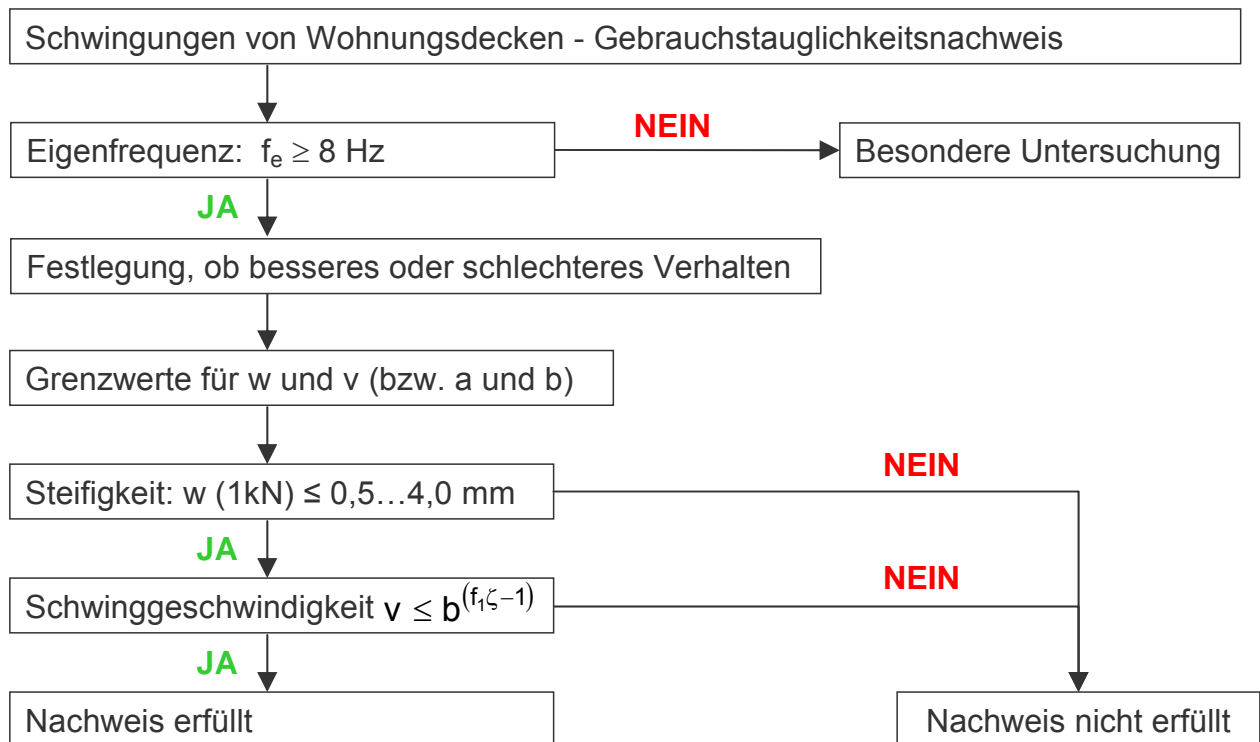 Schwingungen von Wohnungsdecken - Gebrauchstauglichkeitsnachweis
NEIN
Eigenfrequenz: fₑ ≥ 8 Hz
Besondere Untersuchung
JA
Festlegung, ob besseres oder schlechteres Verhalten
Grenzwerte für w und v (bzw. a und b)
NEIN
Steifigkeit: w (1kN) ≤ 0,5…4,0 mm
JA
NEIN
Schwinggeschwindigkeit v ≤ b^(f₁ζ−1)
JA
Nachweis erfüllt
Nachweis nicht erfüllt